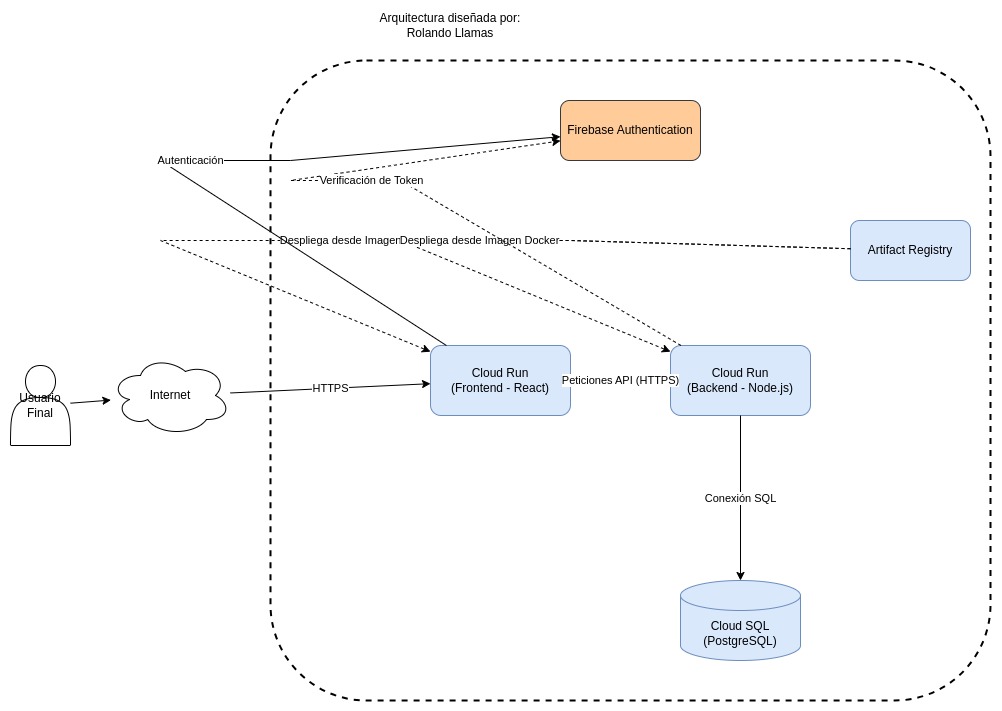 Arquitectura diseñada por:
Rolando Llamas
Firebase Authentication
Autenticación
Verificación de Token
Despliega desde Imagen
Despliega desde Imagen Docker
Artifact Registry
Usuario
Final
Internet
HTTPS
Cloud Run
(Frontend - React)
Peticiones API (HTTPS)
Cloud Run
(Backend - Node.js)
Conexión SQL
Cloud SQL
(PostgreSQL)